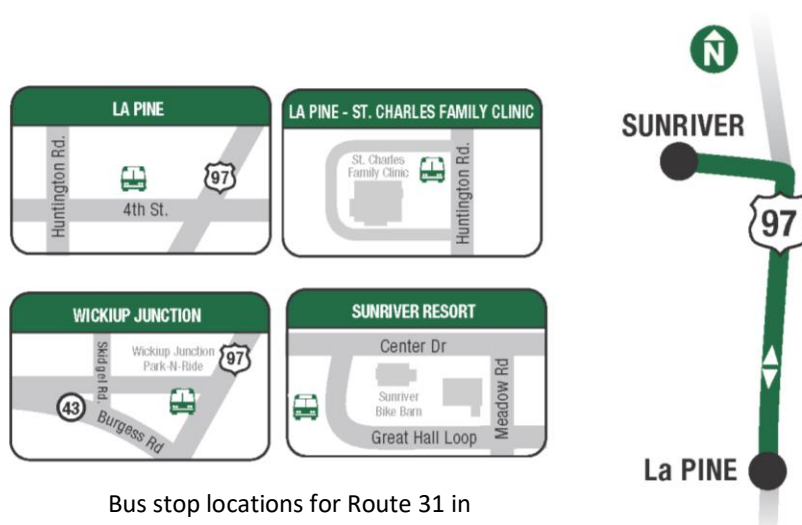 LA PINE
Huntington Rd.
97
4th St.
LA PINE - ST. CHARLES FAMILY CLINIC
St. Charles
Family Clinic
Huntington Rd.
WICKIUP JUNCTION
Skidgel Rd.
Wickiup Junction
Park-N-Ride
97
43
Burgess Rd
SUNRIVER RESORT
Center Dr
Sunriver
Bike Barn
Meadow Rd
Great Hall Loop
N
SUNRIVER
97
La PINE
Bus stop locations for Route 31 in